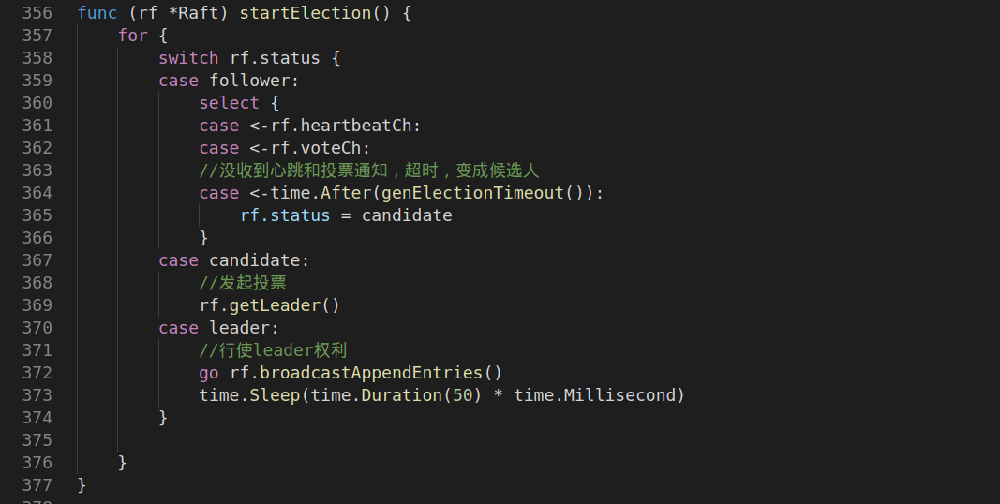 356 func (rf *Raft) startElection() {
357 for {
358 switch rf.status {
359 case follower:
360 select {
361 case <-rf.heartbeatCh:
362 case <-rf.voteCh:
363 //没收到心跳和投票通知，超时，变成候选人
364 case <-time.After(genElectionTimeout()):
365 rf.status = candidate
366 }
367 case candidate:
368 //发起投票
369 rf.getLeader()
370 case leader:
371 //行使leader权利
372 go rf.broadcastAppendEntries()
373 time.Sleep(time.Duration(50) * time.Millisecond)
374 }
375
376 }
377 }